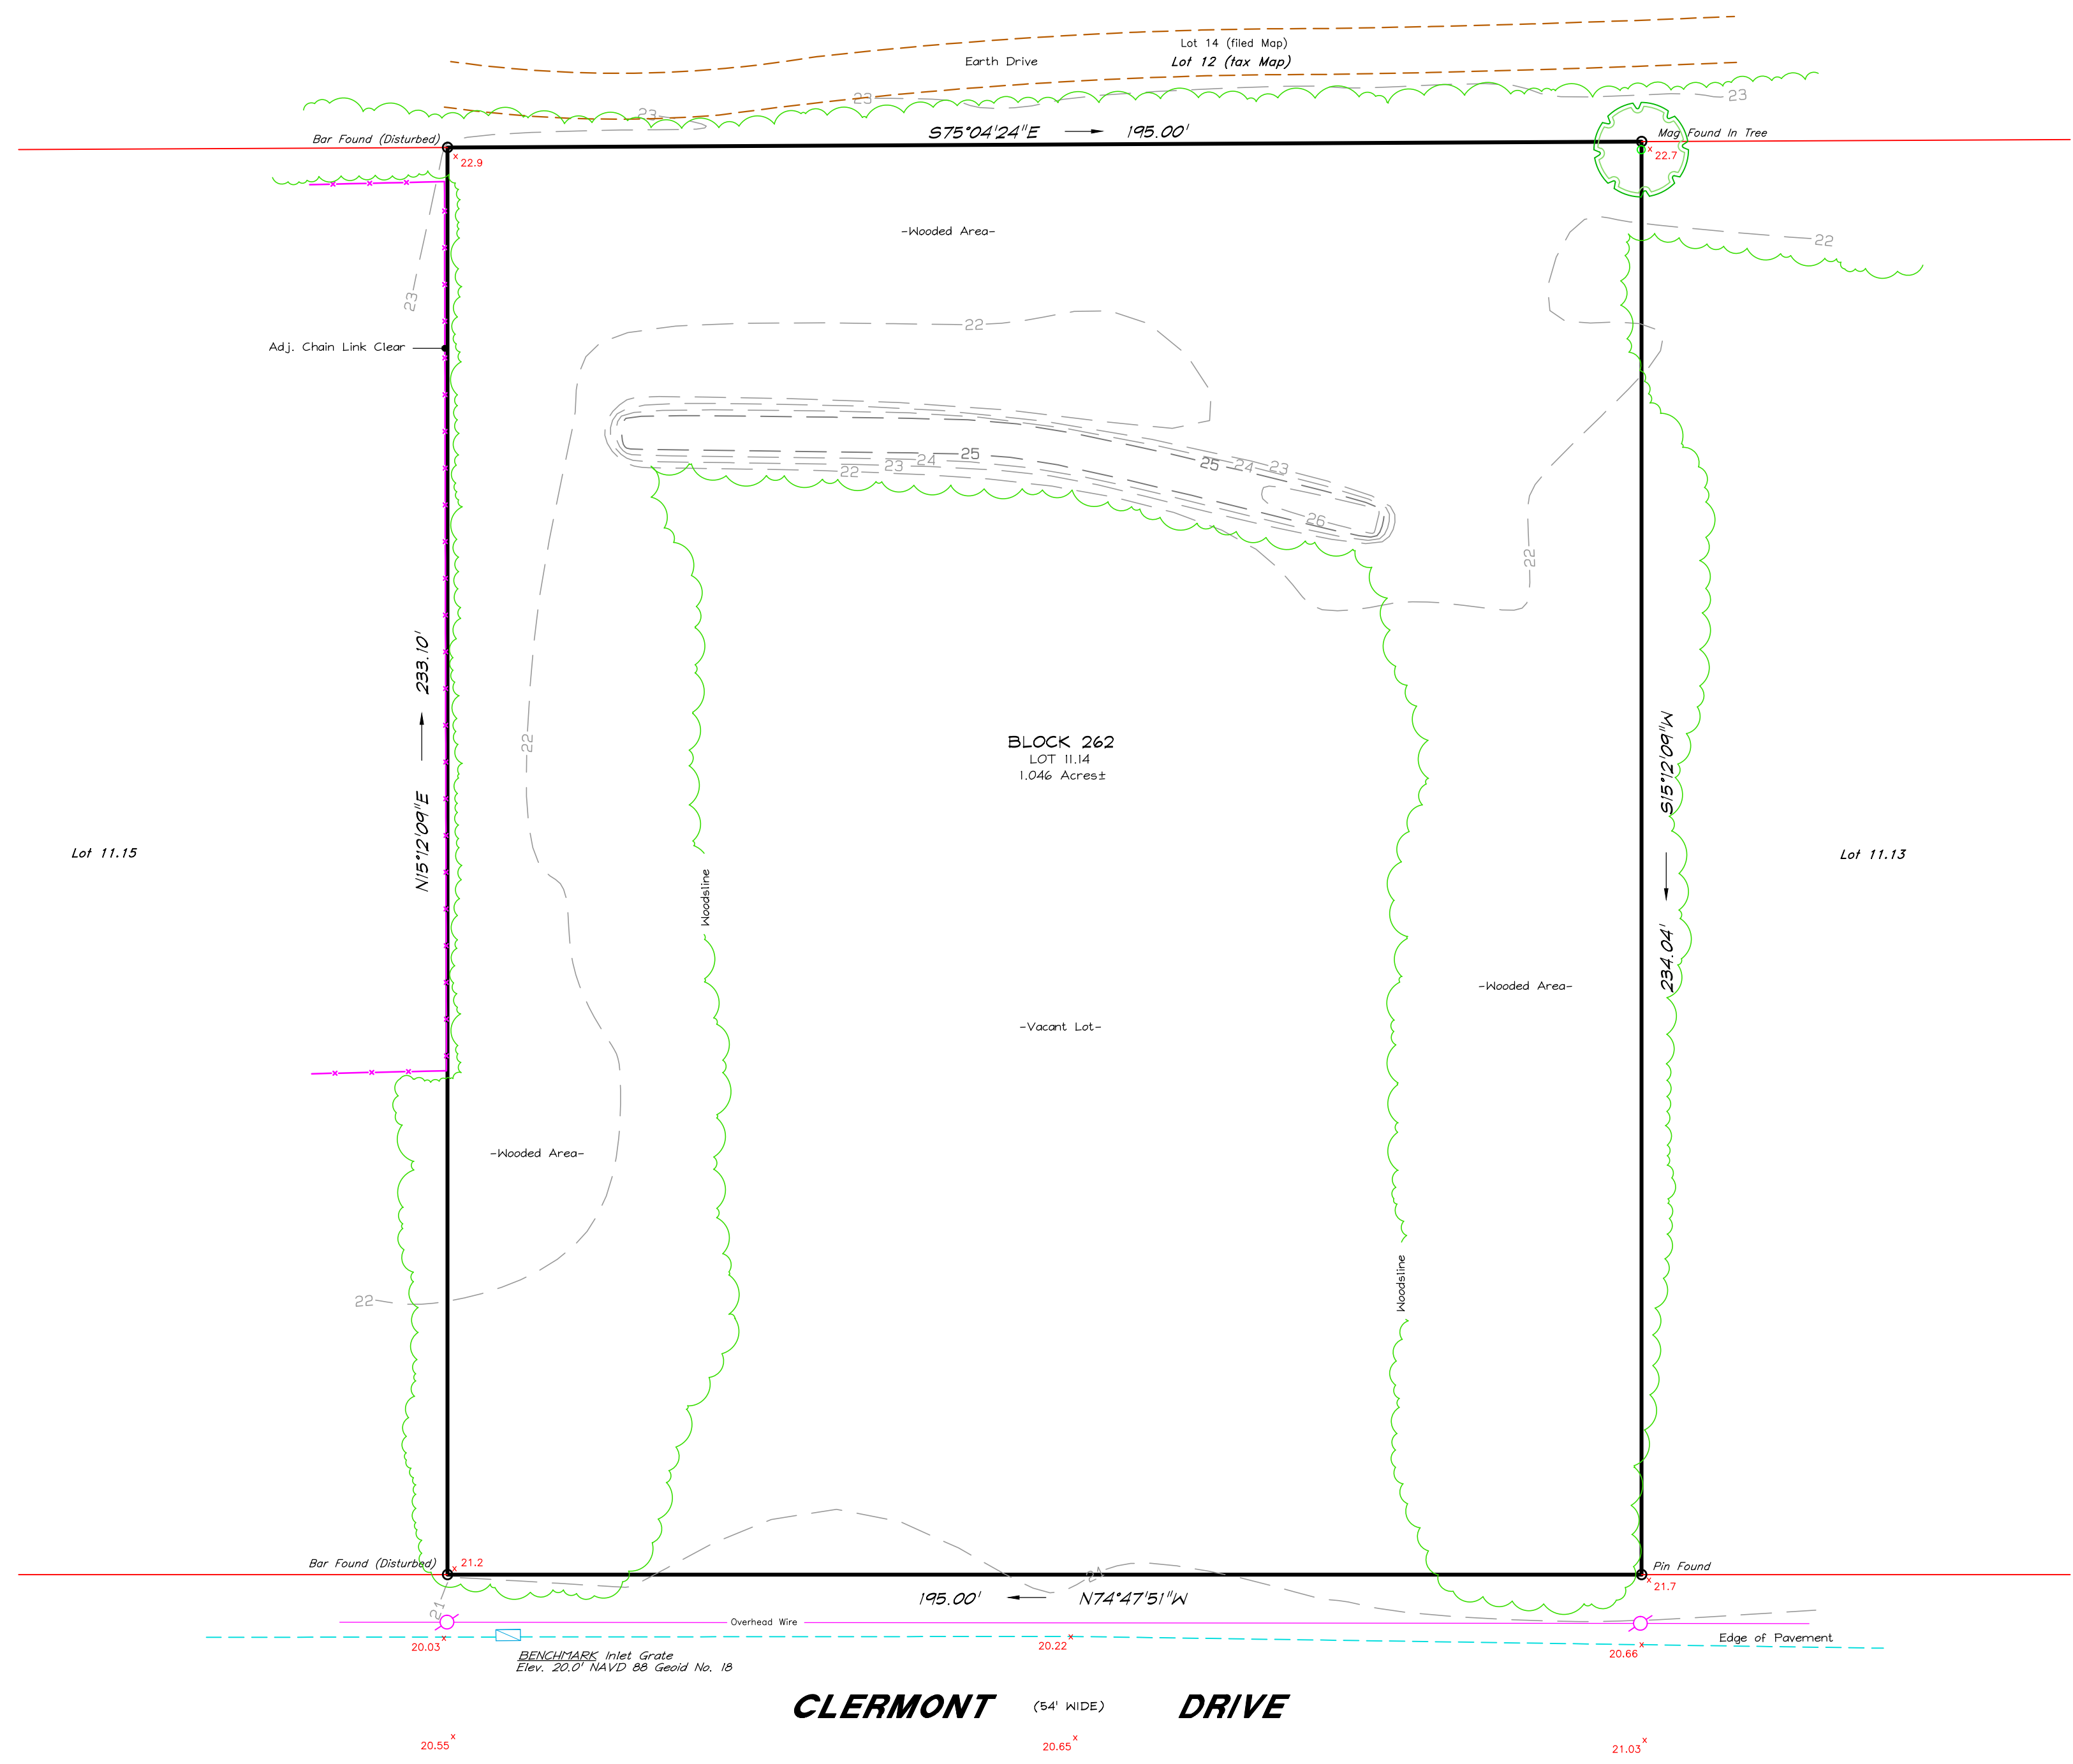 Lot 14 (filed Map)
Earth Drive
Lot 12 (tax Map)
23
23
23
S75°04'24"E
195.00'
Bar Found (Disturbed)
Mag Found In Tree
x 22.9
x 22.7
-Wooded Area-
22
23
22
Adj. Chain Link Clear
25
24
23
22
25
24
23
26
22
233.10'
N15°12'09"E
22
BLOCK 262
LOT 11.14
1.046 Acres±
S15°12'09"W
234.04'
Lot 11.15
Lot 11.13
Woodsline
-Wooded Area-
-Vacant Lot-
-Wooded Area-
Woodsline
22
Bar Found (Disturbed)
x 21.2
Pin Found
x 21.7
21
21
195.00'
N74°47'51"W
Overhead Wire
20.03 x
20.22 x
20.66 x
Edge of Pavement
BENCHMARK Inlet Grate
Elev. 20.0' NAVD 88 Geoid No. 18
CLERMONT (54' WIDE) DRIVE
20.55 x
20.65 x
21.03 x